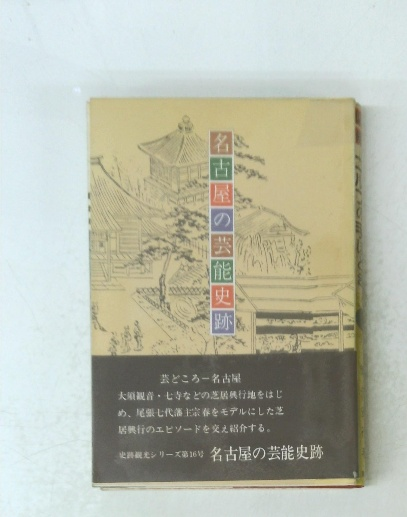 名古屋の芸能史跡
芸どころー名古屋
大須観音・七寺などの芝居興行地をはじ
め、尾張七代藩主宗春をモデルにした芝
居興行のエピソードを交え紹介する。
史跡観光シリーズ第16号 名古屋の芸能史跡